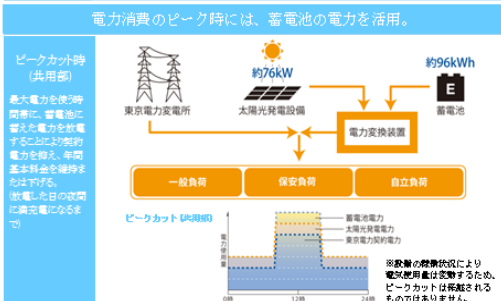 電力消費のピーク時には、蓄電池の電力を活用。
ピークカット時
(共用部)
最大電力を使う時
間帯に、蓄電池に
蓄えた電力を放電
することにより契約
電力を抑え、年間
基本料金を維持ま
たは下げる。
(放電した日の夜間
に満充電になるま
で)
約76kW
約96kWh
E
東京電力変電所
太陽光発電設備
蓄電池
電力変換装置
一般負荷
保安負荷
自立負荷
ピークカット(共用部)
電力使用量
蓄電池電力
太陽光発電電力
東京電力契約電力
0時
12時
24時
※設備の稼働状況により
電気使用量は変動するため、
ピークカットは保証される
ものではありません。